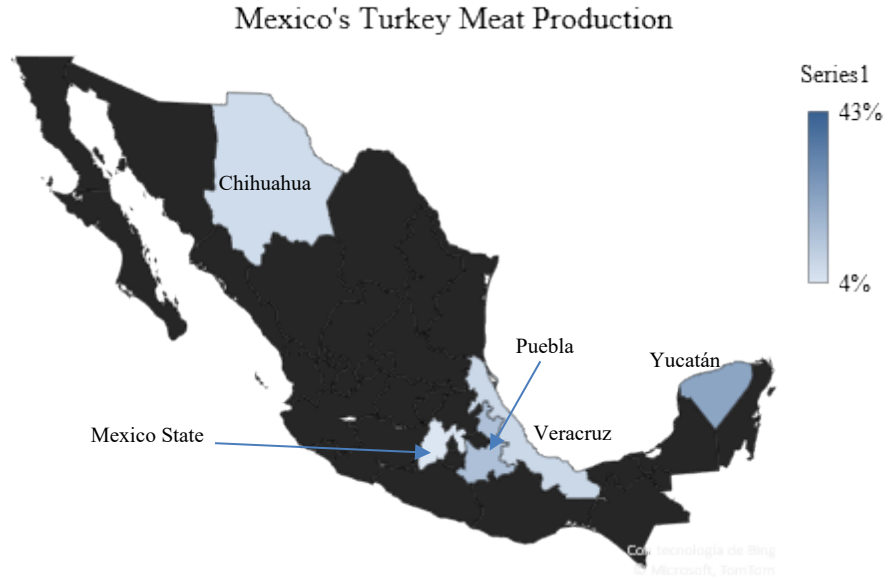 Mexico's Turkey Meat Production
Series1
43%
4%
Chihuahua
Puebla
Yucatán
Mexico State
Veracruz
Con tecnología de Bing
© Microsoft, TomTom